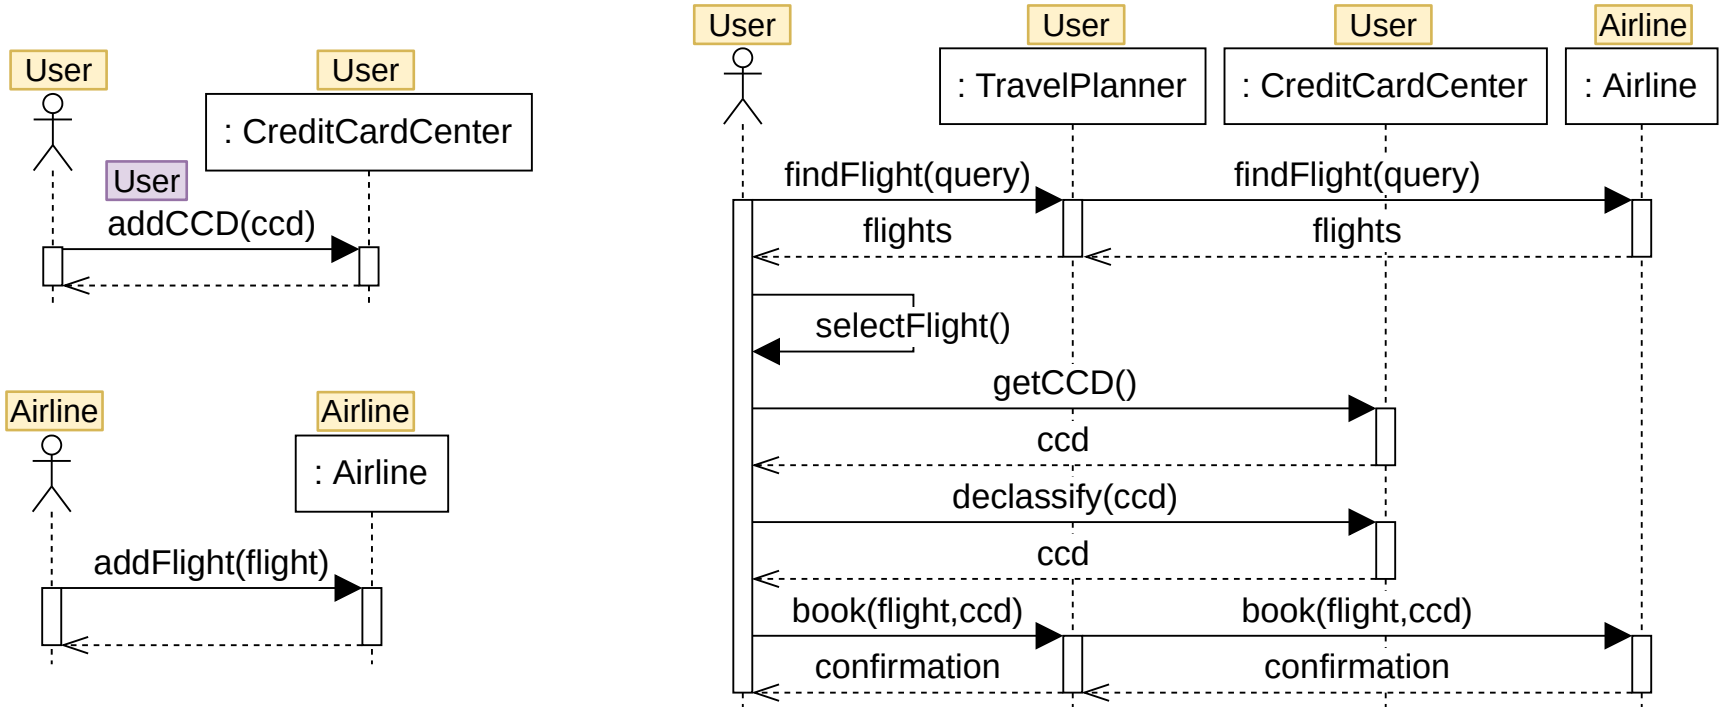 User
User
: CreditCardCenter
User
addCCD(ccd)
Airline
Airline
: Airline
addFlight(flight)
User
User
User
Airline
: TravelPlanner
: CreditCardCenter
: Airline
findFlight(query)
findFlight(query)
flights
flights
selectFlight()
getCCD()
ccd
declassify(ccd)
ccd
book(flight,ccd)
book(flight,ccd)
confirmation
confirmation